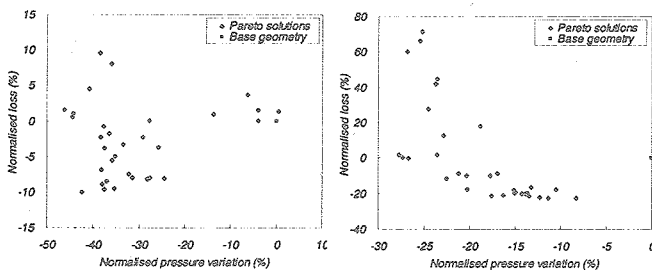 15
10
5
0
-5
-10
-15
Normalised loss (%)
Pareto solutions
Base geometry
-50 -40 -30 -20 -10 0 10
Normalised pressure variation (%)
80
60
40
20
0
-20
-40
Normalised loss (%)
Pareto solutions
Base geometry
-30 -25 -20 -15 -10 -5 0
Normalised pressure variation (%)